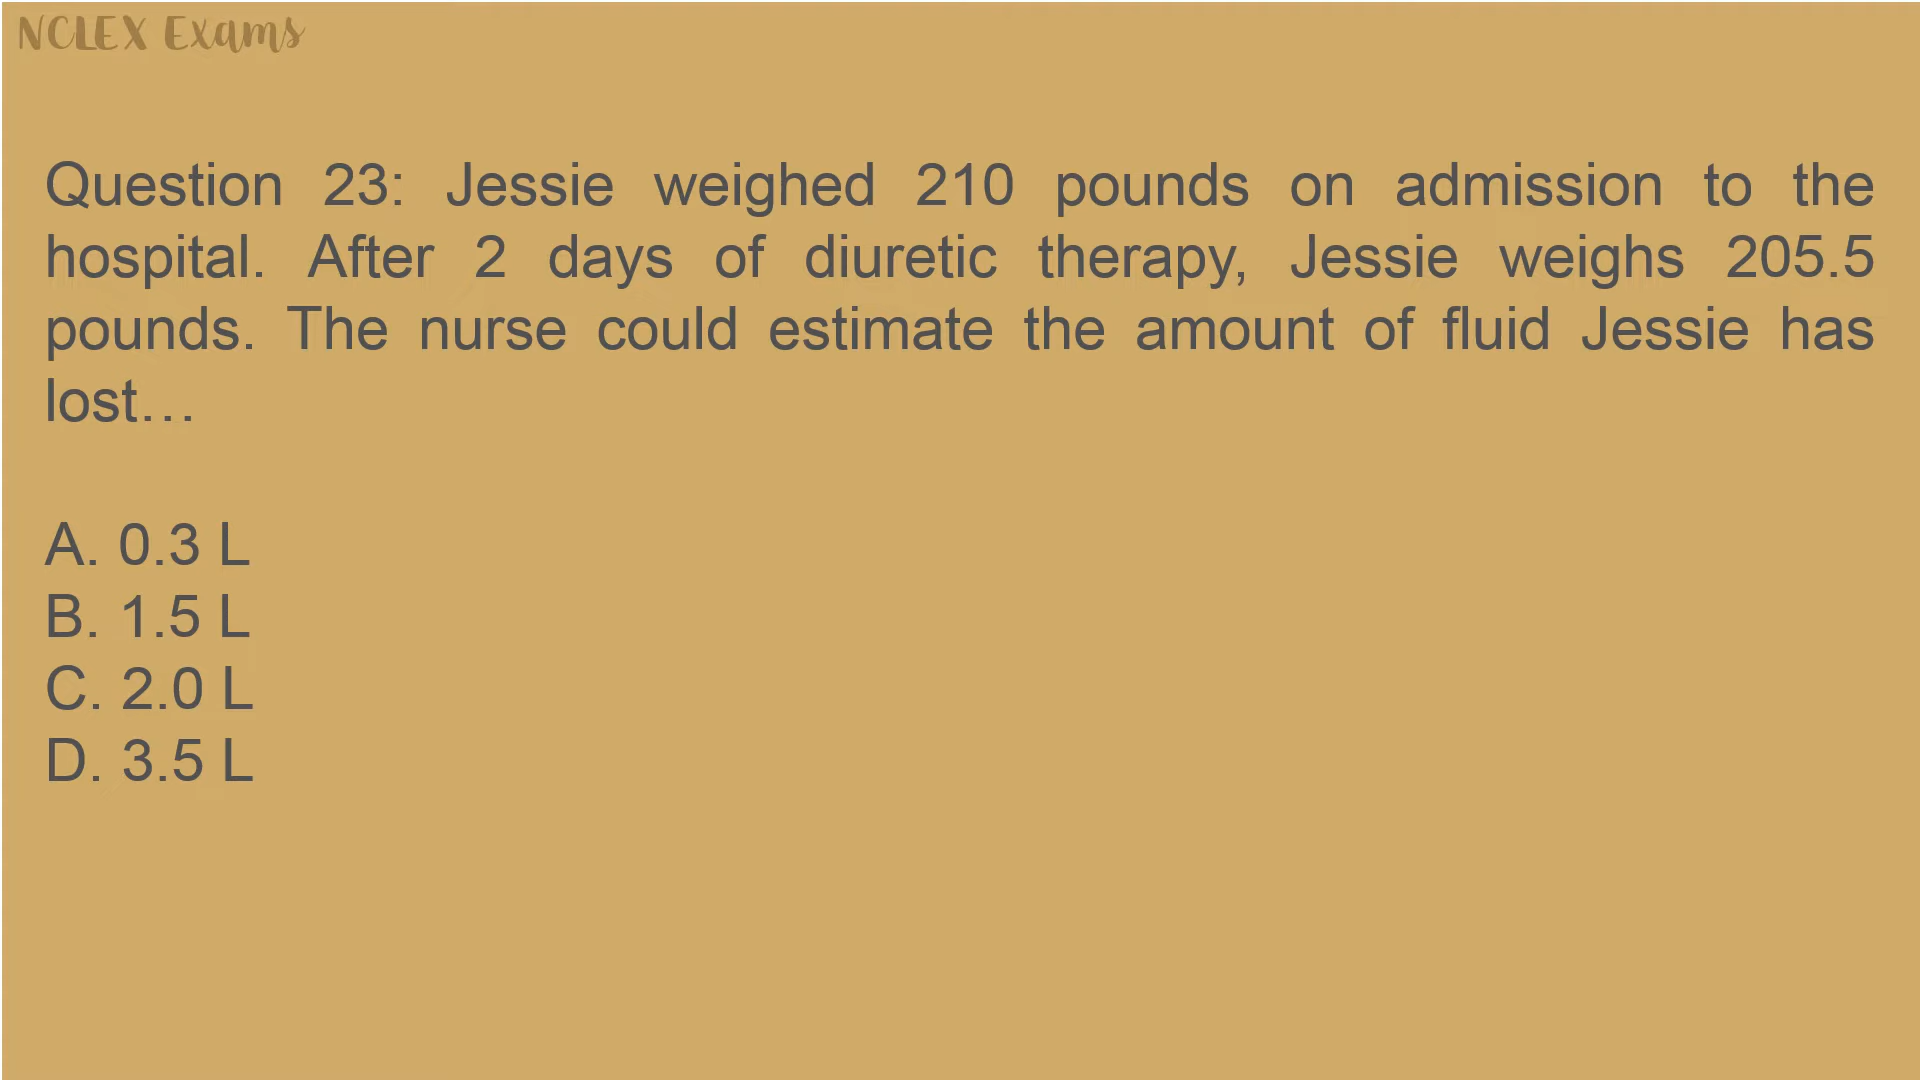 NCLEX Exams
Question 23: Jessie weighed 210 pounds on admission to the
hospital. After 2 days of diuretic therapy, Jessie weighs 205.5
pounds. The nurse could estimate the amount of fluid Jessie has
lost…
A. 0.3 L
B. 1.5 L
C. 2.0 L
D. 3.5 L